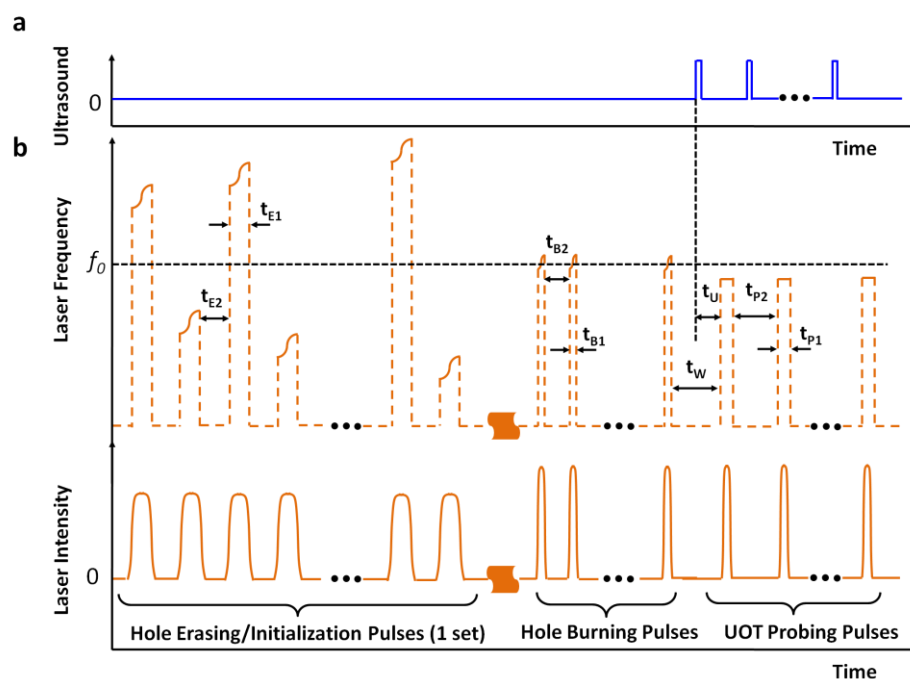 a
Ultrasound
0
Time
b
Laser Frequency
f0
tE1
tE2
tB2
tB1
tU
tP2
tP1
tW
Laser Intensity
0
Hole Erasing/Initialization Pulses (1 set)
Hole Burning Pulses
UOT Probing Pulses
Time